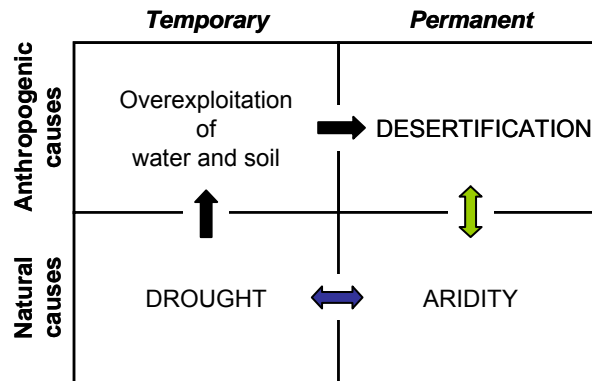 Temporary
Permanent
Anthropogenic
causes
Overexploitation
of
water and soil
DESERTIFICATION
Natural
causes
DROUGHT
ARIDITY